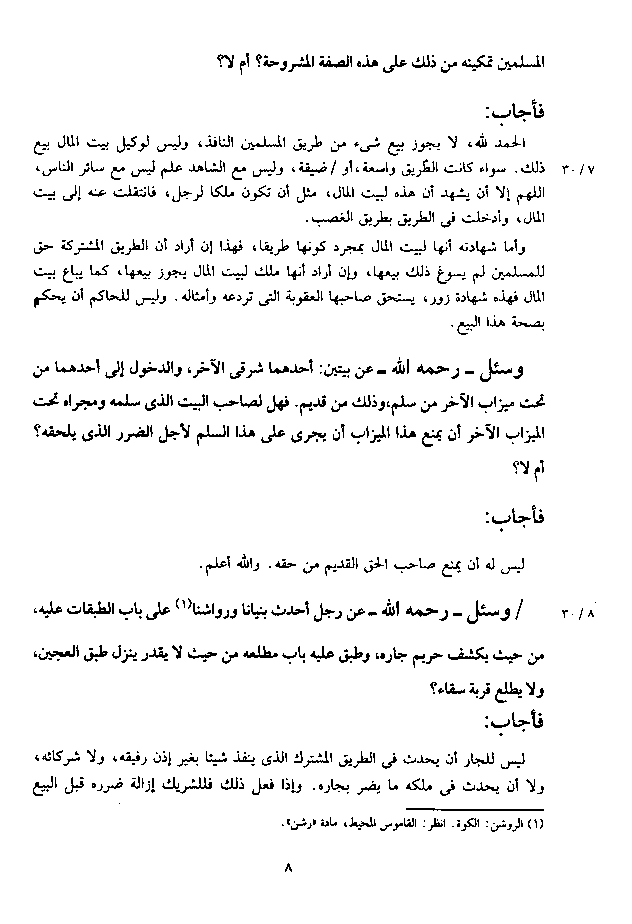 المسلمين تمكينه من ذلك على هذه الصفة المشروحة؟ أم لا؟
فأجاب:
الحمد لله، لا يجوز بيع شىء من طريق المسلمين النافذ، وليس لوكيل بيت المال بيع
ذلك. سواء كانت الطريق واسعة، أو / ضيقة، وليس مع الشاهد علم ليس مع سائر الناس، ٣٠/٧
اللهم إلا أن يشهد أن هذه لبيت المال، مثل أن تكون ملكا لرجل، فانتقلت عنه إلى بيت
المال، وأدخلت فى الطريق بطريق الغصب.
وأما شهادته أنها لبيت المال بمجرد كونها طريقا، فهذا إن أراد أن الطريق المشتركة حق
للمسلمين لم يسوغ ذلك بيعها، وإن أراد أنها ملك لبيت المال يجوز بيعها، كما يباع بيت
المال فهذه شهادة زور، يستحق صاحبها العقوبة التى تردعه وأمثاله. وليس للحاكم أن يحكم
بصحة هذا البيع.
وسئل ـ رحمه الله ـ عن بيتين: أحدهما شرقى الآخر، والدخول إلى أحدهما من
تحت ميزاب الآخر من سلم،وذلك من قديم. فهل لصاحب البيت الذى سلمه ومجراه تحت
الميزاب الآخر أن يمنع هذا الميزاب أن يجرى على هذا السلم لأجل الضرر الذى يلحقه؟
أم لا؟
فأجاب:
ليس له أن يمنع صاحب الحق القديم من حقه. والله أعلم.
/ وسئل ـ رحمه الله ـ عن رجل أحدث بنيانا ورواشنا(١) على باب الطبقات عليه، ٣٠/٨
من حيث يكشف حريم جاره، وطبق عليه باب مطلعه من حيث لا يقدر ينزل طبق العجين،
ولا يطلع قربة سقاء؟
فأجاب:
ليس للجار أن يحدث فى الطريق المشترك الذى ينفذ شيئا بغير إذن رفيقه، ولا شركائه،
ولا أن يحدث فى ملكه ما يضر بجاره. وإذا فعل ذلك فللشريك إزالة ضرره قبل البيع
(١) الروشن: الكوة. انظر: القاموس المحيط، مادة «رشن».
٨